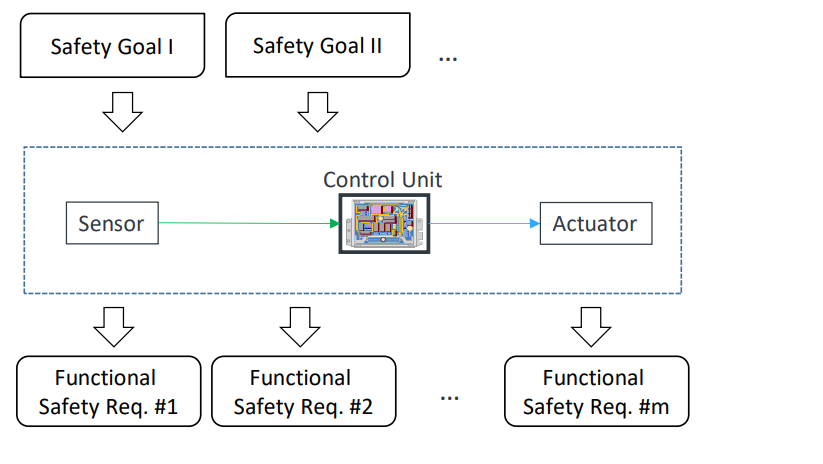 Safety Goal I
Safety Goal II
...
Control Unit
Sensor
Actuator
Functional
Safety Req. #1
Functional
Safety Req. #2
...
Functional
Safety Req. #m